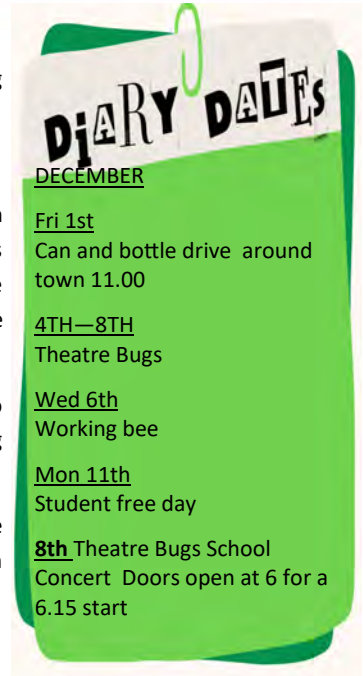 DiARY DATEs
DECEMBER
Fri 1st
Can and bottle drive around
town 11.00
4TH—8TH
Theatre Bugs
Wed 6th
Working bee
Mon 11th
Student free day
8th Theatre Bugs School
Concert Doors open at 6 for a
6.15 start